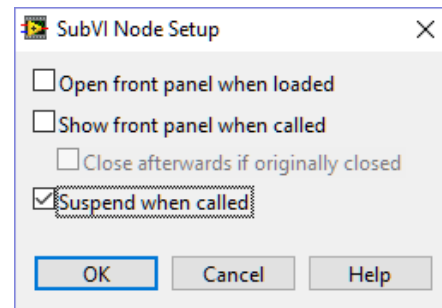 SubVI Node Setup
Open front panel when loaded
Show front panel when called
Close afterwards if originally closed
Suspend when called
OK Cancel Help